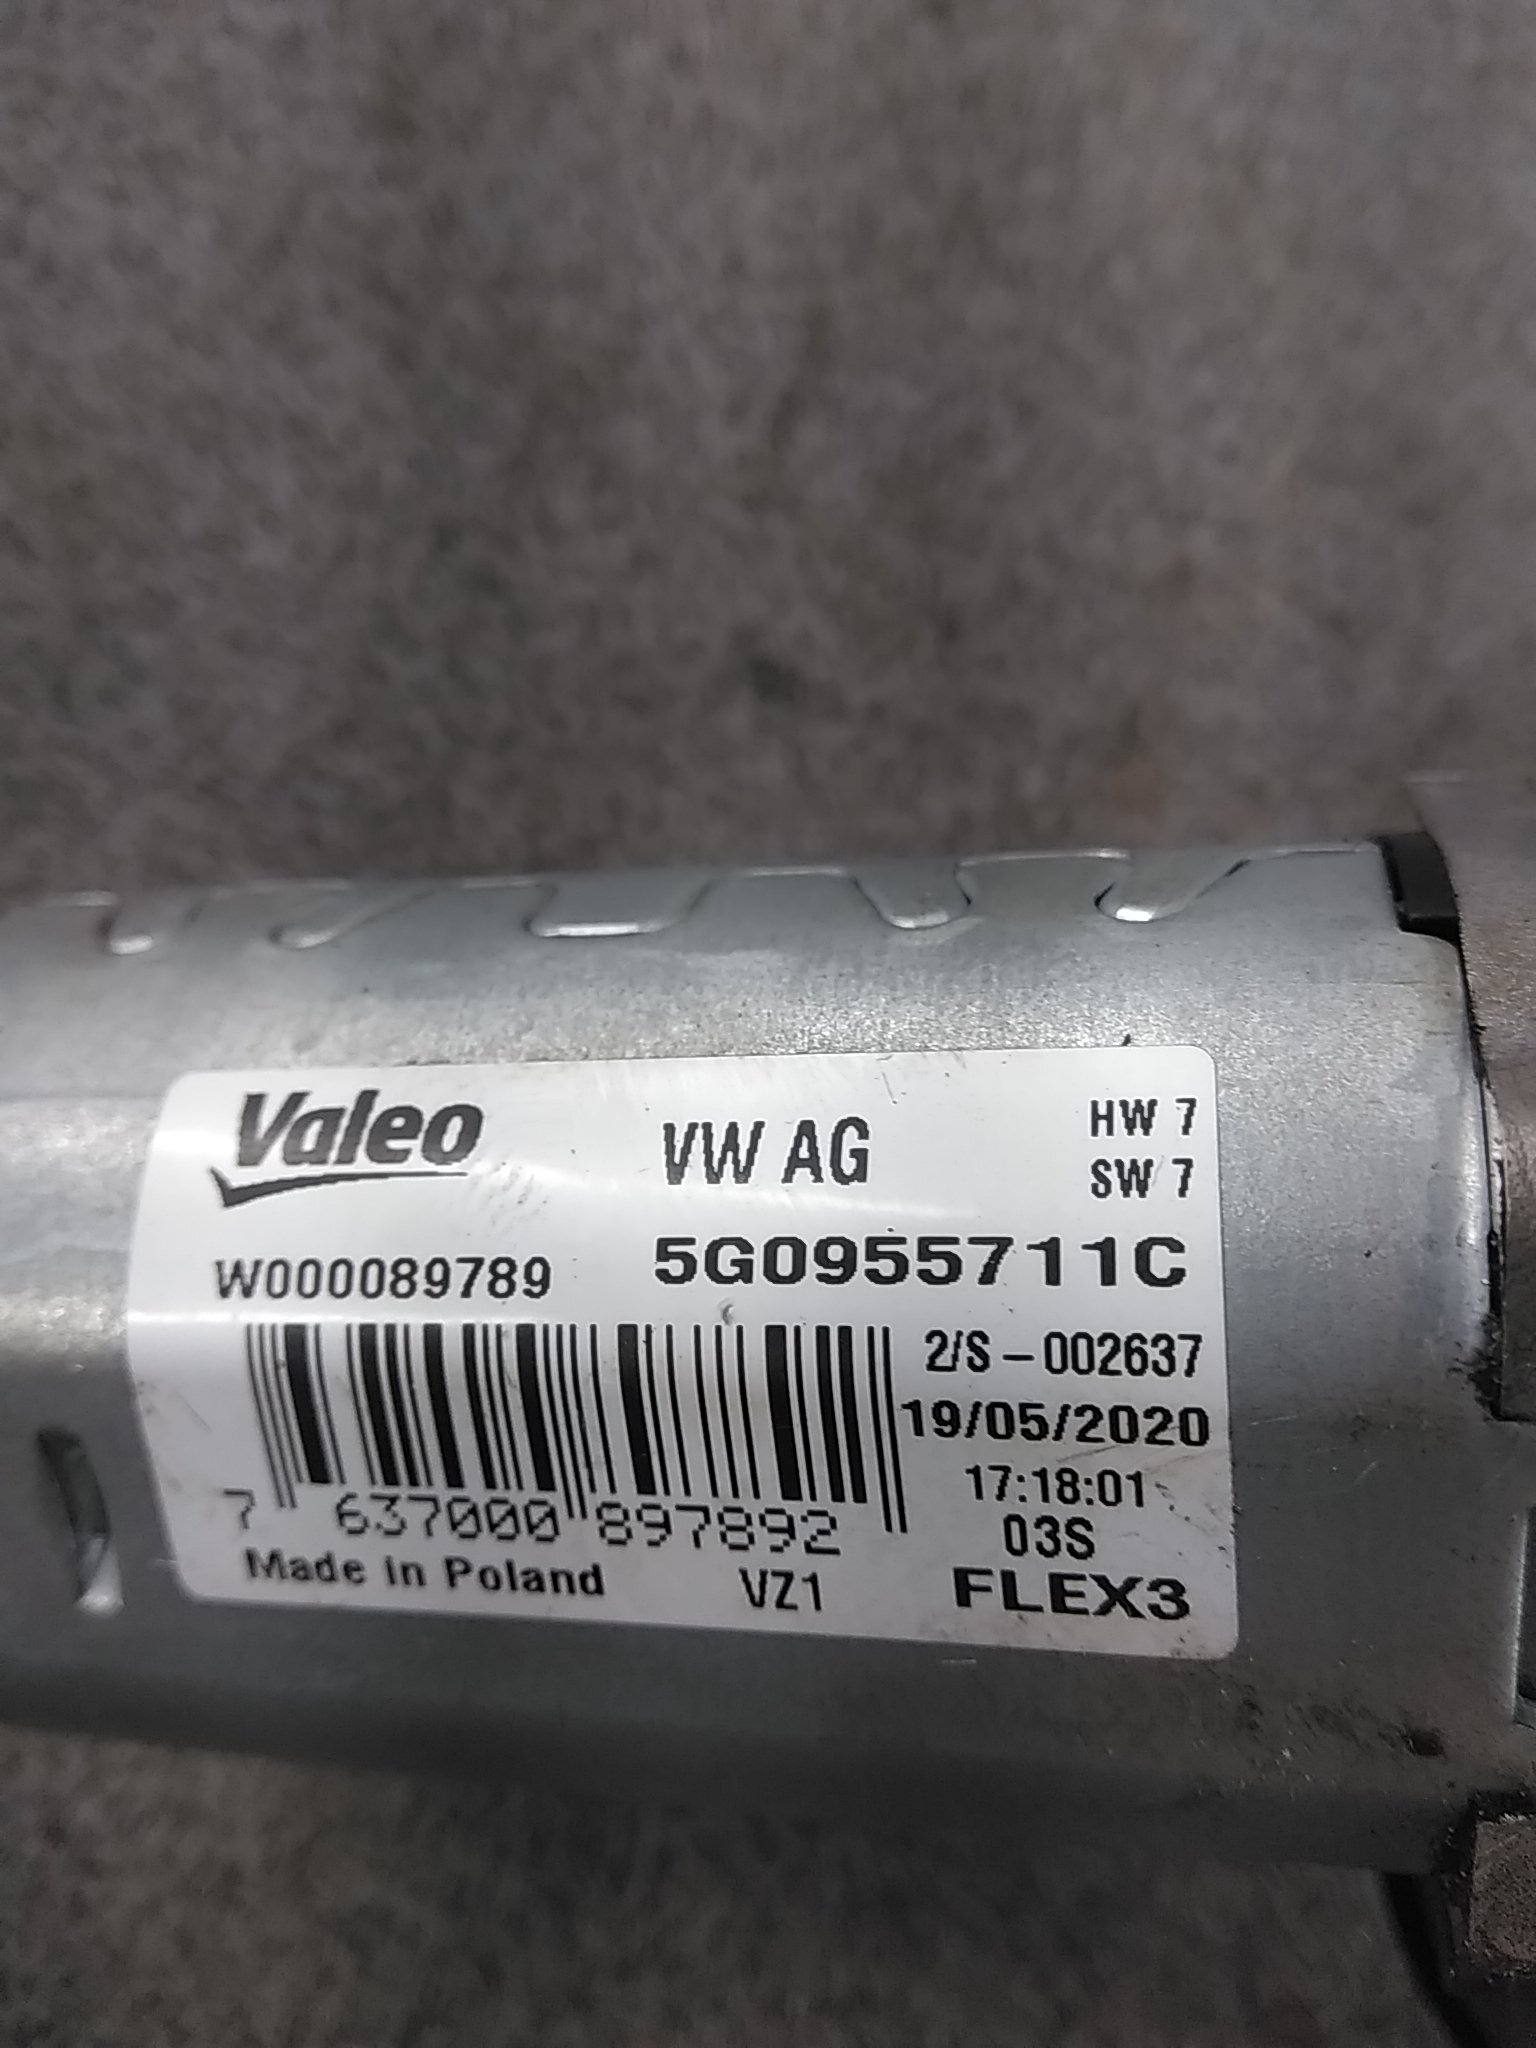 Valeo
VW AG
HW 7
SW 7
W000089789
5G0955711C
2/S-002637
19/05/2020
17:18:01
03S
7 637000 897892
Made in Poland
VZ1
FLEX3